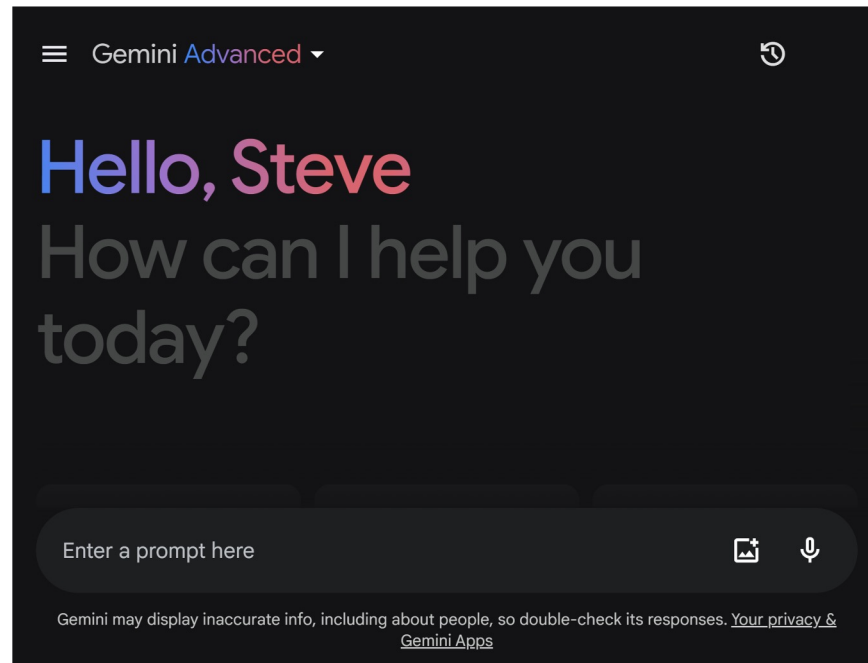 Gemini Advanced
Hello, Steve
How can I help you
today?
Enter a prompt here
Gemini may display inaccurate info, including about people, so double-check its responses. Your privacy &
Gemini Apps